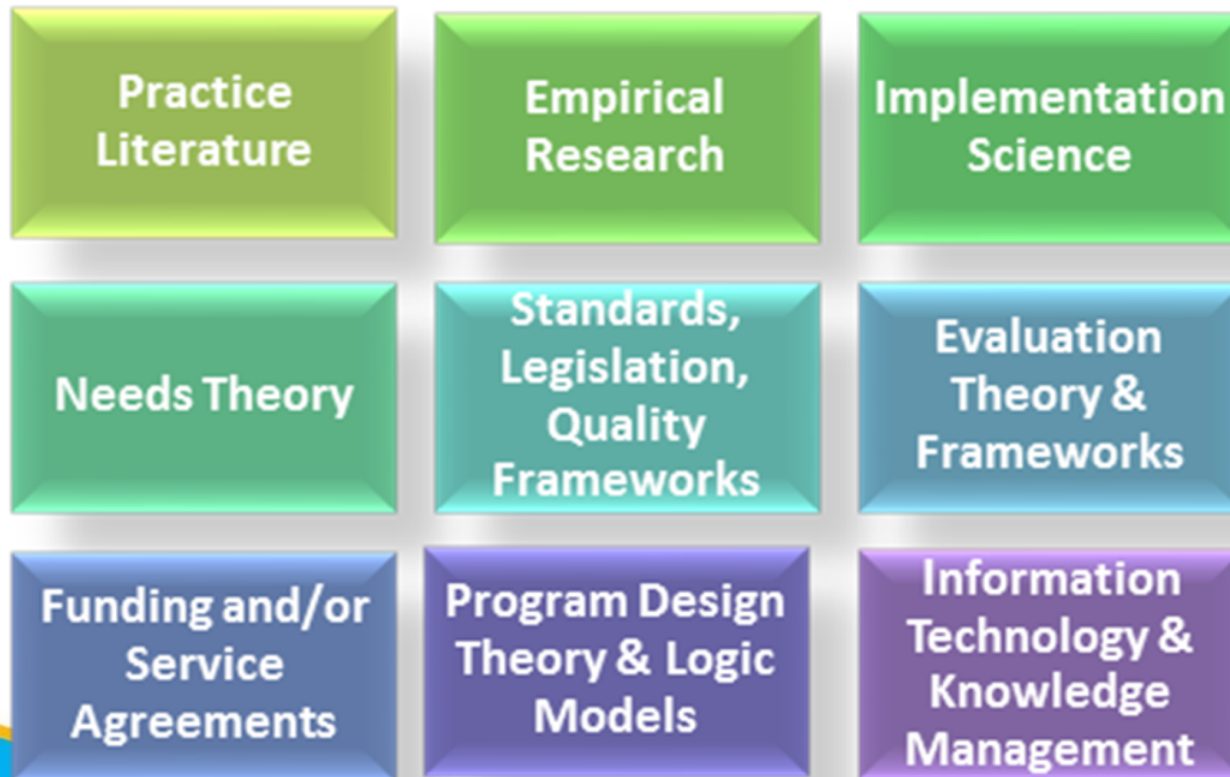 Practice
Literature
Empirical
Research
Implementation
Science
Needs Theory
Standards,
Legislation,
Quality
Frameworks
Evaluation
Theory &
Frameworks
Funding and/or
Service
Agreements
Program Design
Theory & Logic
Models
Information
Technology &
Knowledge
Management